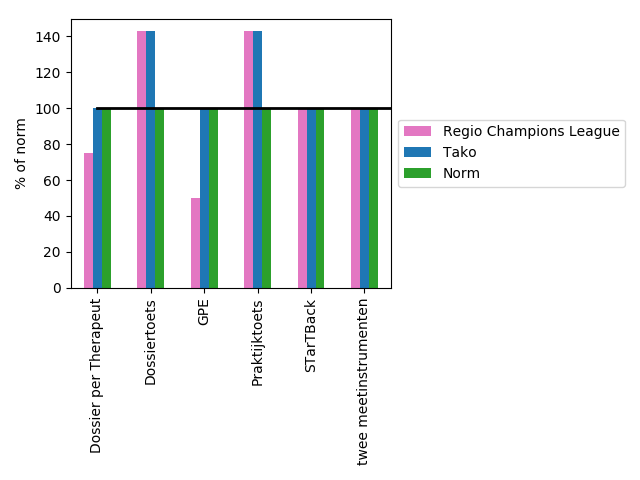 % of norm
140
120
100
80
60
40
20
0
Dossier per Therapeut
Dossiertoets
GPE
Praktijktoets
STarTBack
twee meetinstrumenten
Regio Champions League
Tako
Norm